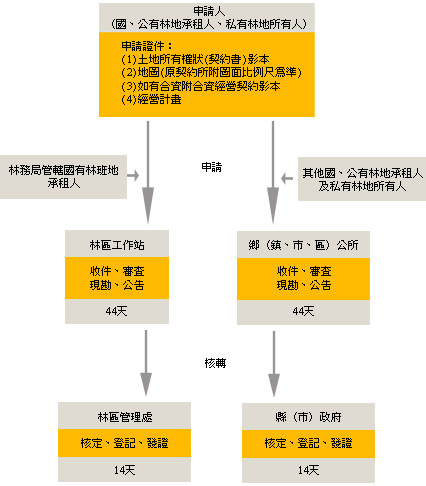 申請人
(國、公有林地承租人、私有林地所有人)
申請證件：
(1)土地所有權狀(契約書)影本
(2)地圖(原契約所附圖面比例尺為準)
(3)如有合資附合資經營契約影本
(4)經營計畫
林務局管轄國有林班地
承租人
申請
其他國、公有林地承租人
及私有林地所有人
林區工作站
收件、審查
現勘、公告
44天
鄉（鎮、市、區）公所
收件、審查
現勘、公告
44天
核轉
林區管理處
核定、登記、發證
14天
縣（市）政府
核定、登記、發證
14天